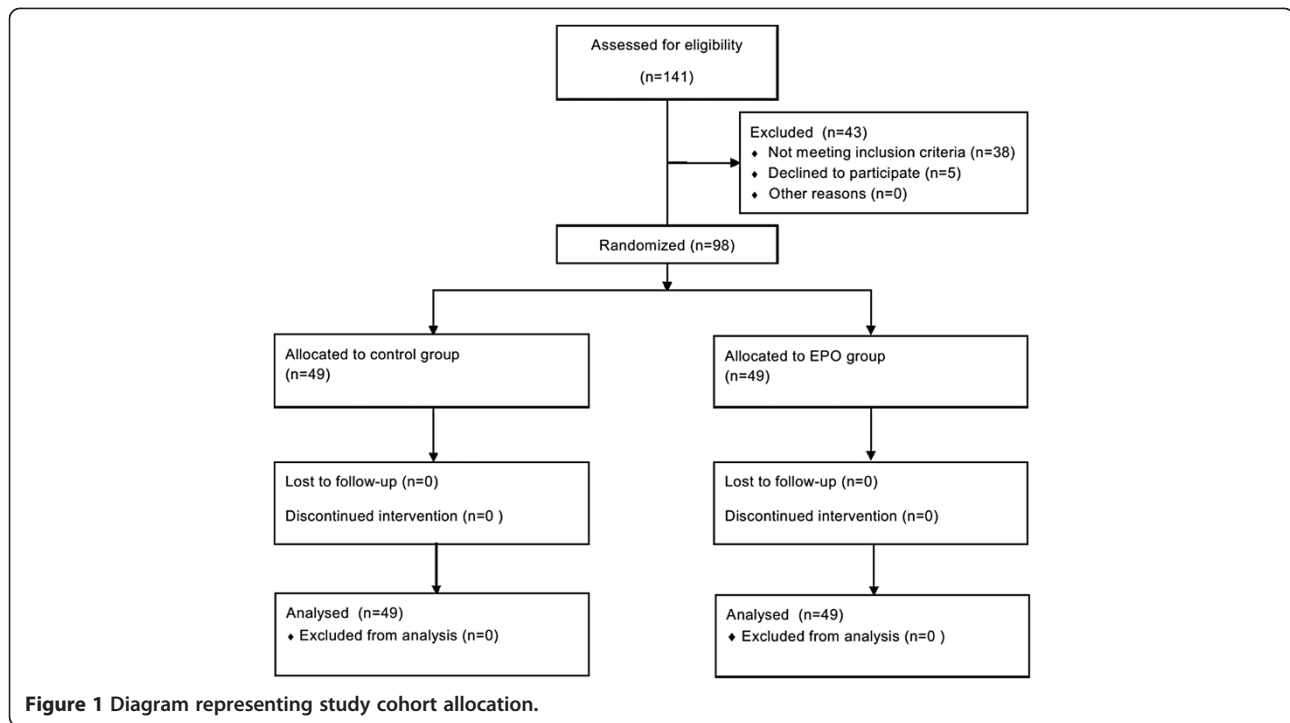 Assessed for eligibility
(n=141)
Excluded (n=43)
♦ Not meeting inclusion criteria (n=38)
♦ Declined to participate (n=5)
♦ Other reasons (n=0)
Randomized (n=98)
Allocated to control group
(n=49)
Allocated to EPO group
(n=49)
Lost to follow-up (n=0)
Discontinued intervention (n=0 )
Lost to follow-up (n=0)
Discontinued intervention (n=0)
Analysed (n=49)
♦ Excluded from analysis (n=0)
Analysed (n=49)
♦ Excluded from analysis (n=0 )
Figure 1 Diagram representing study cohort allocation.